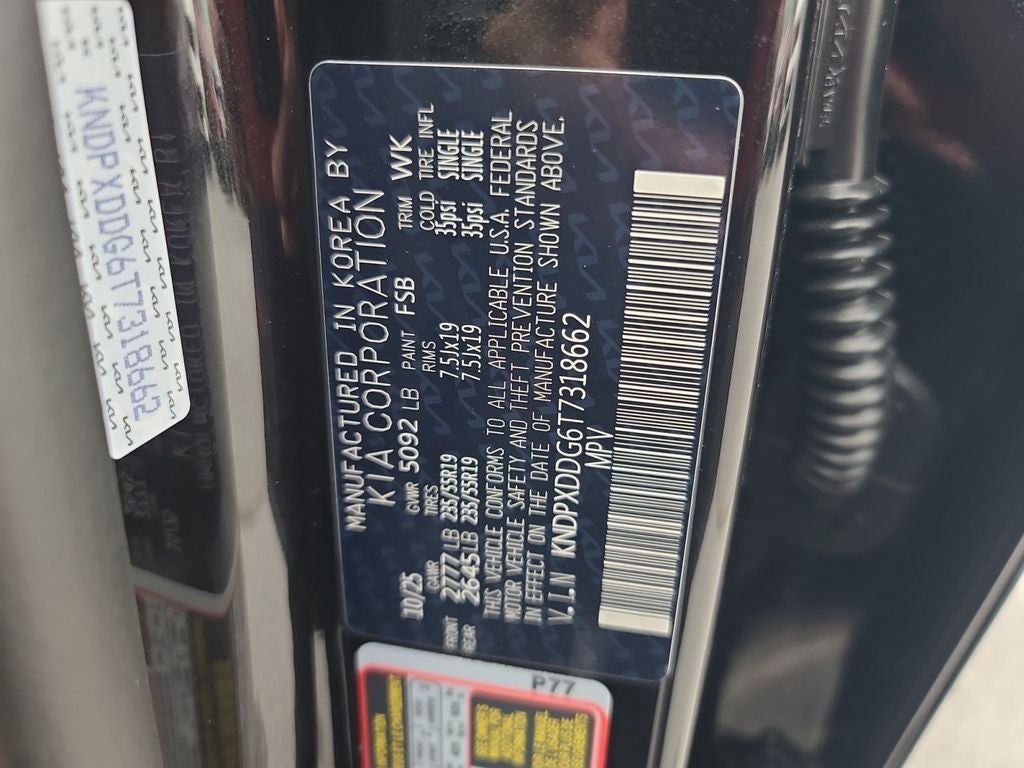 MANUFACTURED IN KOREA BY
KIA CORPORATION
10/25 GVWR 5092 LB PAINT FSB TRIM WK
GAWR TIRES RIMS COLD TIRE INFL
FRONT 2777 LB 235/55R19 7.5Jx19 35psi SINGLE
REAR 2645 LB 235/55R19 7.5Jx19 35psi SINGLE
THIS VEHICLE CONFORMS TO ALL APPLICABLE U.S.A. FEDERAL
MOTOR VEHICLE SAFETY AND THEFT PREVENTION STANDARDS
IN EFFECT ON THE DATE OF MANUFACTURE SHOWN ABOVE.
V.I.N KNDPXDDG6T7318662
MPV
KNDPXDDG6T7318662
P77